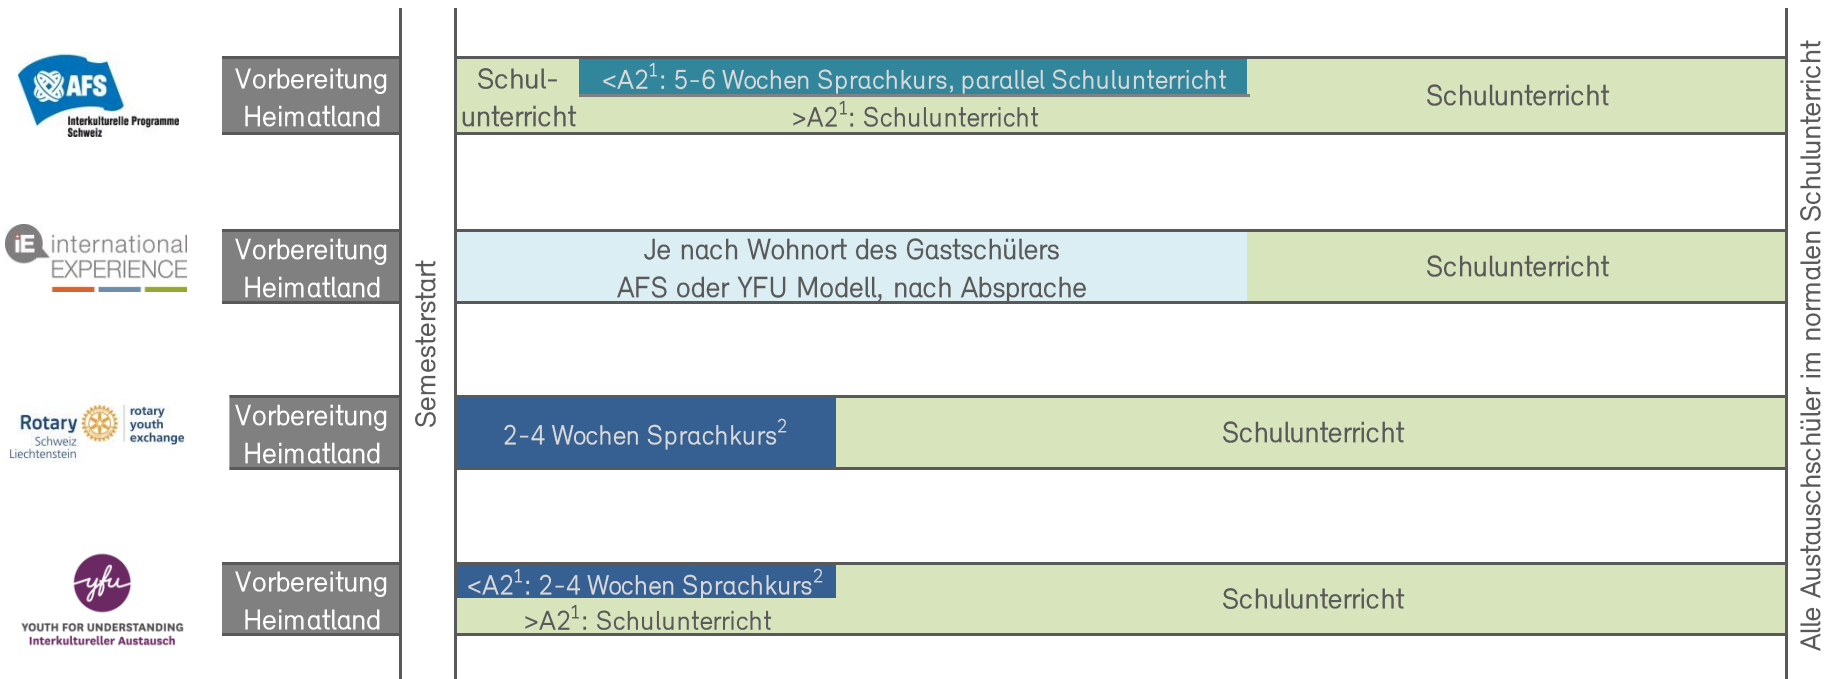 AFS
Interkulturelle Programme
Schweiz
Vorbereitung
Heimatland
Schul-
unterricht
<A2¹: 5-6 Wochen Sprachkurs, parallel Schulunterricht
>A2¹: Schulunterricht
Schulunterricht
iE international
EXPERIENCE
Vorbereitung
Heimatland
Je nach Wohnort des Gastschülers
AFS oder YFU Modell, nach Absprache
Schulunterricht
Semesterstart
Rotary
Schweiz
Liechtenstein
rotary
youth
exchange
Vorbereitung
Heimatland
2-4 Wochen Sprachkurs²
Schulunterricht
yfu
YOUTH FOR UNDERSTANDING
Interkultureller Austausch
Vorbereitung
Heimatland
<A2¹: 2-4 Wochen Sprachkurs²
>A2¹: Schulunterricht
Schulunterricht
Alle Austauschschüler im normalen Schulunterricht